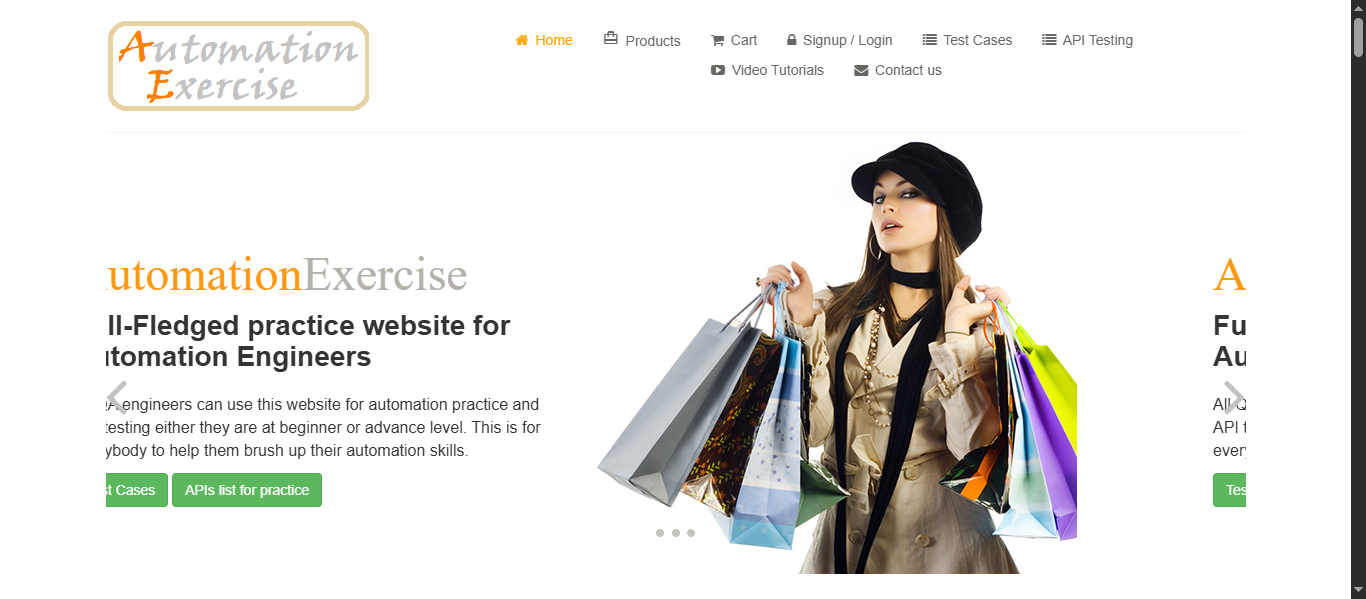 Automation
Exercise
Home Products Cart Signup / Login Test Cases API Testing
Video Tutorials Contact us
utomationExercise
ll-Fledged practice website for
utomation Engineers
QA engineers can use this website for automation practice and
testing either they are at beginner or advance level. This is for
ybody to help them brush up their automation skills.
st Cases APIs list for practice
A
Fu
Au
All Q
API t
every
Tes